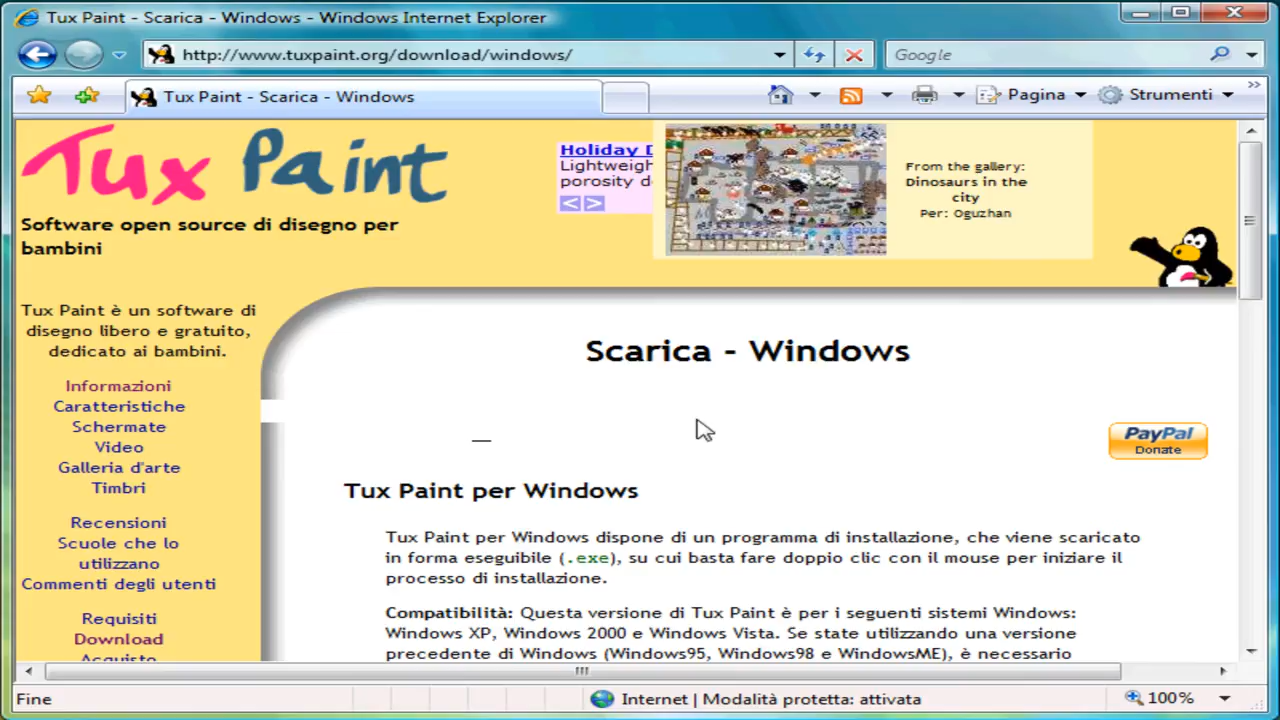 Tux Paint - Scarica - Windows - Windows Internet Explorer
http://www.tuxpaint.org/download/windows/
Google
Tux Paint - Scarica - Windows
Pagina
Strumenti
Tux Paint
Software open source di disegno per
bambini
Holiday D
Lightweigh
porosity d
< >
From the gallery:
Dinosaurs in the
city
Per: Oguzhan
Tux Paint è un software di
disegno libero e gratuito,
dedicato ai bambini.
Informazioni
Caratteristiche
Schermate
Video
Galleria d'arte
Timbri
Recensioni
Scuole che lo
utilizzano
Commenti degli utenti
Requisiti
Download
Acquisto
Scarica - Windows
PayPal
Donate
Tux Paint per Windows
Tux Paint per Windows dispone di un programma di installazione, che viene scaricato
in forma eseguibile (.exe), su cui basta fare doppio clic con il mouse per iniziare il
processo di installazione.
Compatibilità: Questa versione di Tux Paint è per i seguenti sistemi Windows:
Windows XP, Windows 2000 e Windows Vista. Se state utilizzando una versione
precedente di Windows (Windows95, Windows98 e WindowsME), è necessario
Fine
Internet | Modalità protetta: attivata
100%